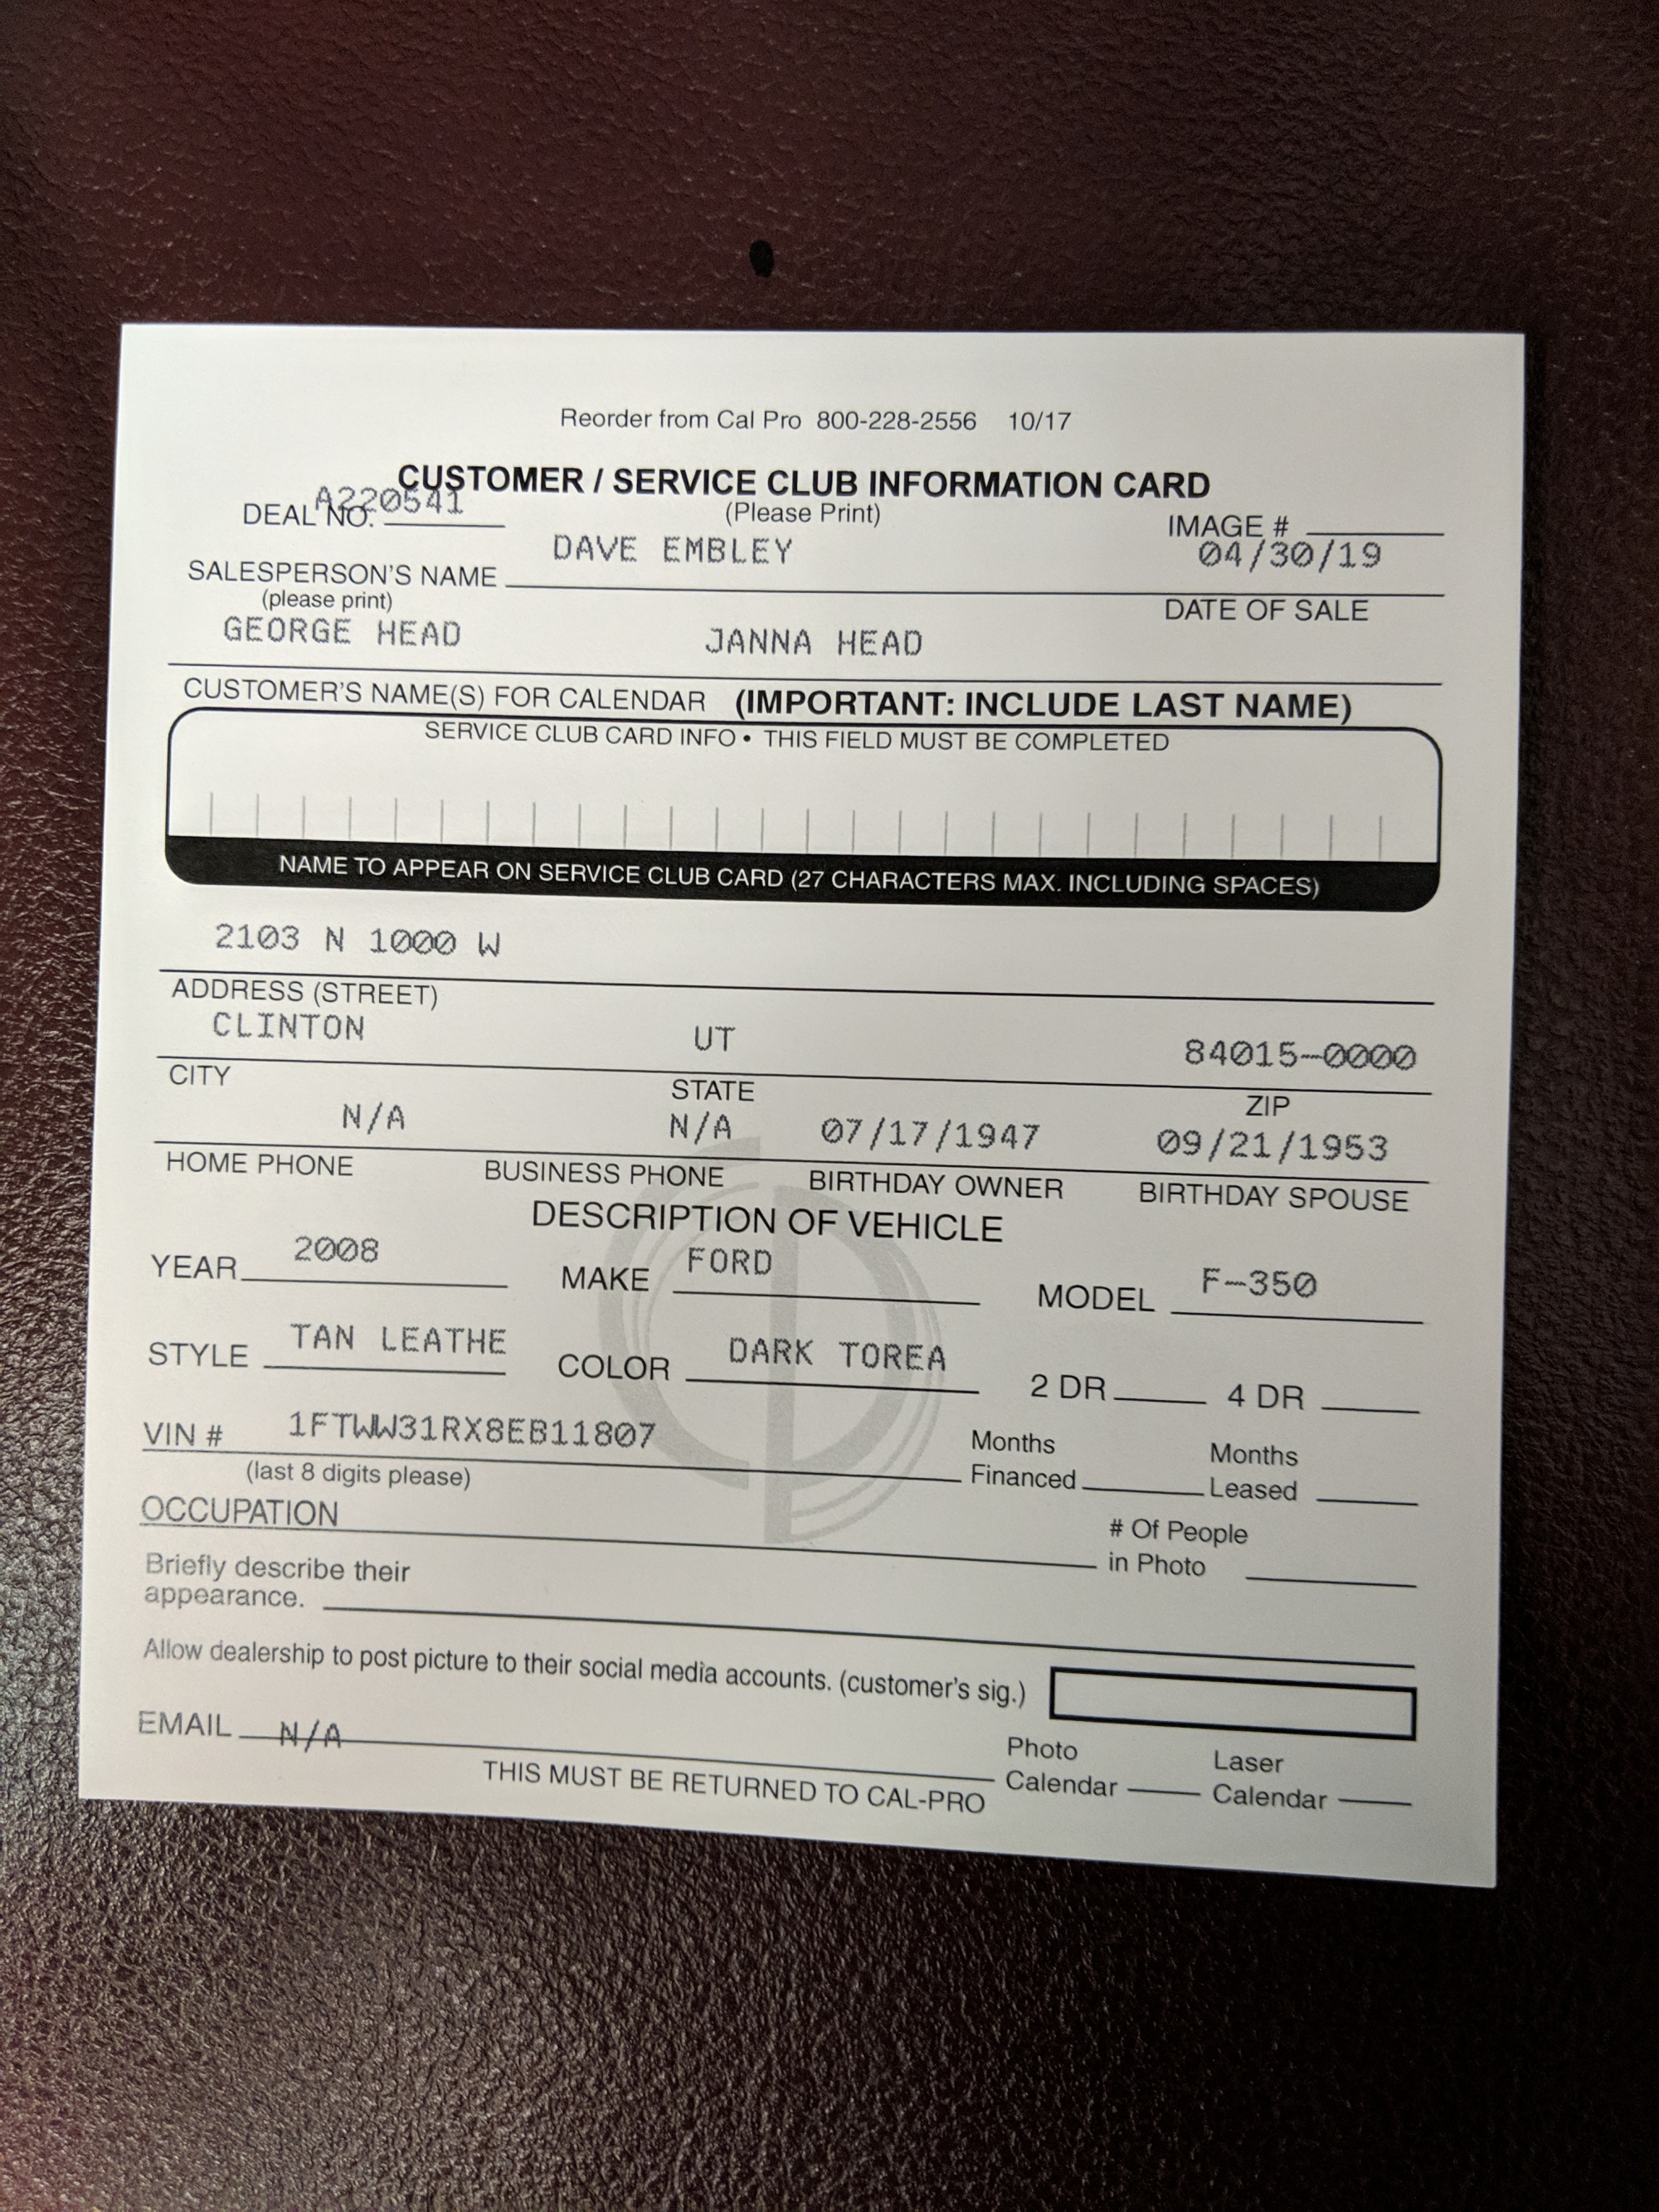 Reorder from Cal Pro 800-228-2556 10/17
CUSTOMER / SERVICE CLUB INFORMATION CARD
DEAL NO. A220541 (Please Print) IMAGE #
SALESPERSON'S NAME DAVE EMBLEY 04/30/19
(please print) DATE OF SALE
GEORGE HEAD JANNA HEAD
CUSTOMER'S NAME(S) FOR CALENDAR (IMPORTANT: INCLUDE LAST NAME)
SERVICE CLUB CARD INFO • THIS FIELD MUST BE COMPLETED
NAME TO APPEAR ON SERVICE CLUB CARD (27 CHARACTERS MAX. INCLUDING SPACES)
2103 N 1000 W
ADDRESS (STREET)
CLINTON UT 84015-0000
CITY STATE ZIP
N/A N/A 07/17/1947 09/21/1953
HOME PHONE BUSINESS PHONE BIRTHDAY OWNER BIRTHDAY SPOUSE
DESCRIPTION OF VEHICLE
YEAR 2008 MAKE FORD MODEL F-350
STYLE TAN LEATHE COLOR DARK TOREA 2 DR 4 DR
VIN # 1FTWW31RX8EB11807 Months Financed Months Leased
(last 8 digits please)
OCCUPATION # Of People in Photo
Briefly describe their
appearance.
Allow dealership to post picture to their social media accounts. (customer's sig.)
EMAIL N/A Photo Calendar Laser Calendar
THIS MUST BE RETURNED TO CAL-PRO